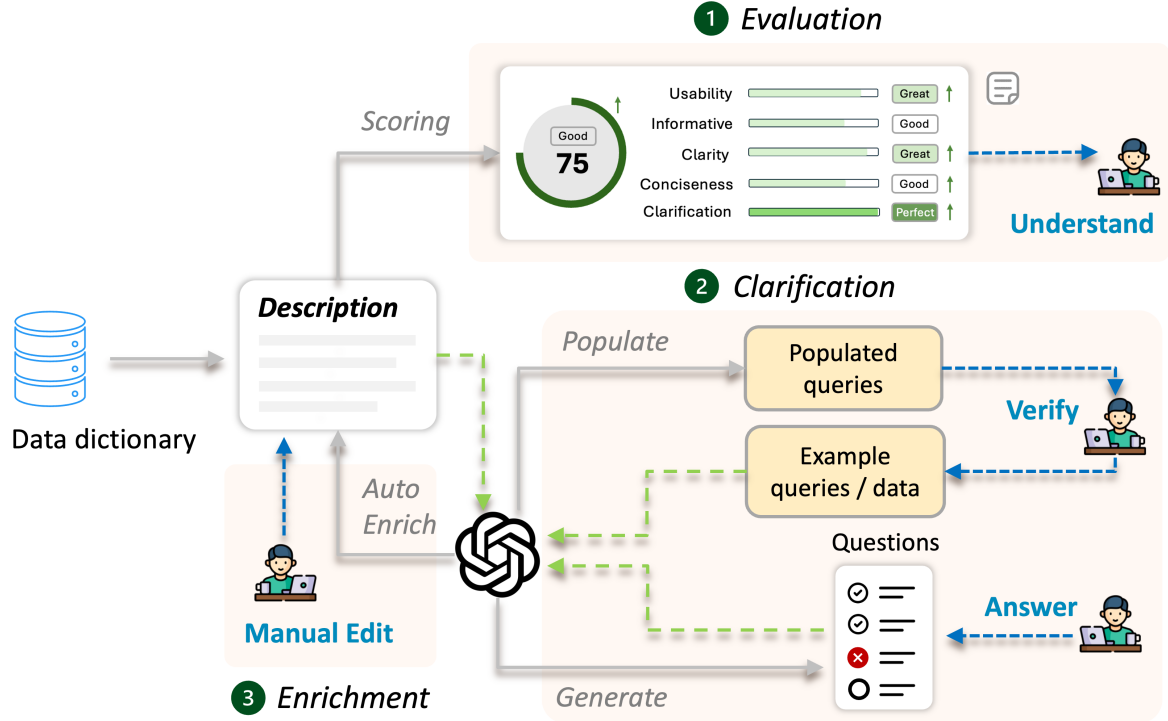 1 Evaluation
Scoring
Good
75
Usability Great
Informative Good
Clarity Great
Conciseness Good
Clarification Perfect
Understand
2 Clarification
Description
Data dictionary
Populate
Populated
queries
Verify
Example
queries / data
Auto
Enrich
Questions
Answer
Manual Edit
Generate
3 Enrichment